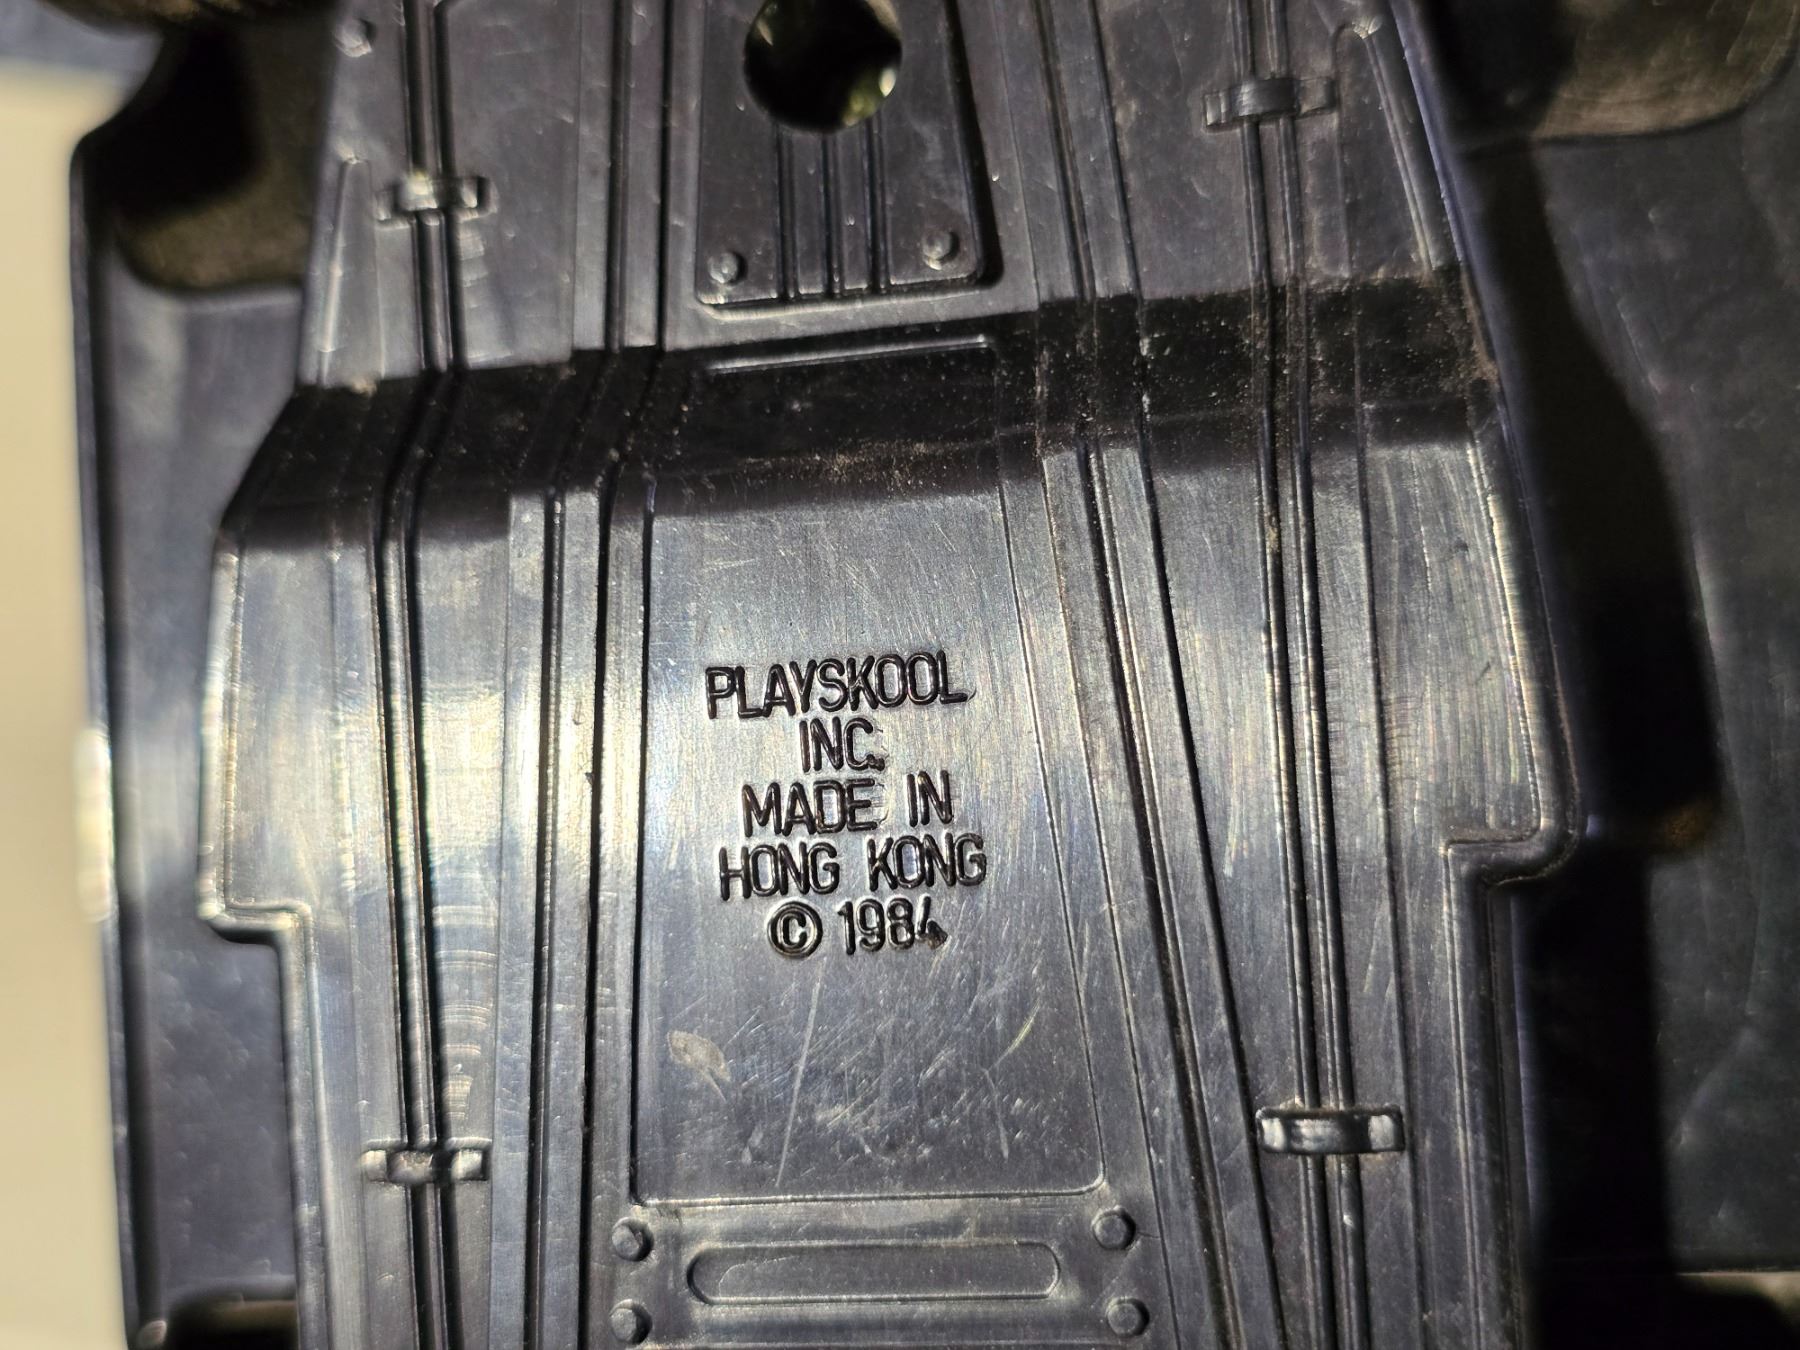 PLAYSKOOL
INC.
MADE IN
HONG KONG
© 1984